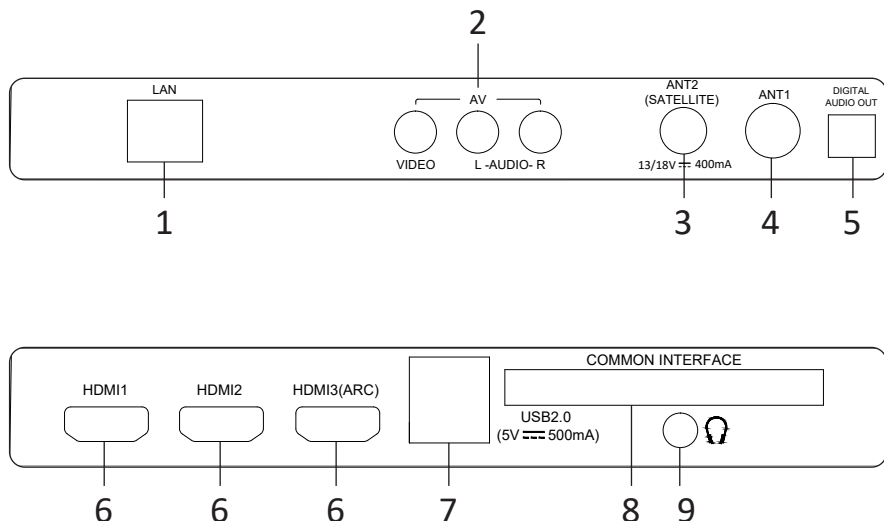 2
LAN
AV
VIDEO
L -AUDIO- R
ANT2
(SATELLITE)
13/18V ⎓ 400mA
ANT1
DIGITAL
AUDIO OUT
1
3
4
5
HDMI1
HDMI2
HDMI3(ARC)
COMMON INTERFACE
USB2.0
(5V ⎓ 500mA)
6
6
6
7
8
9